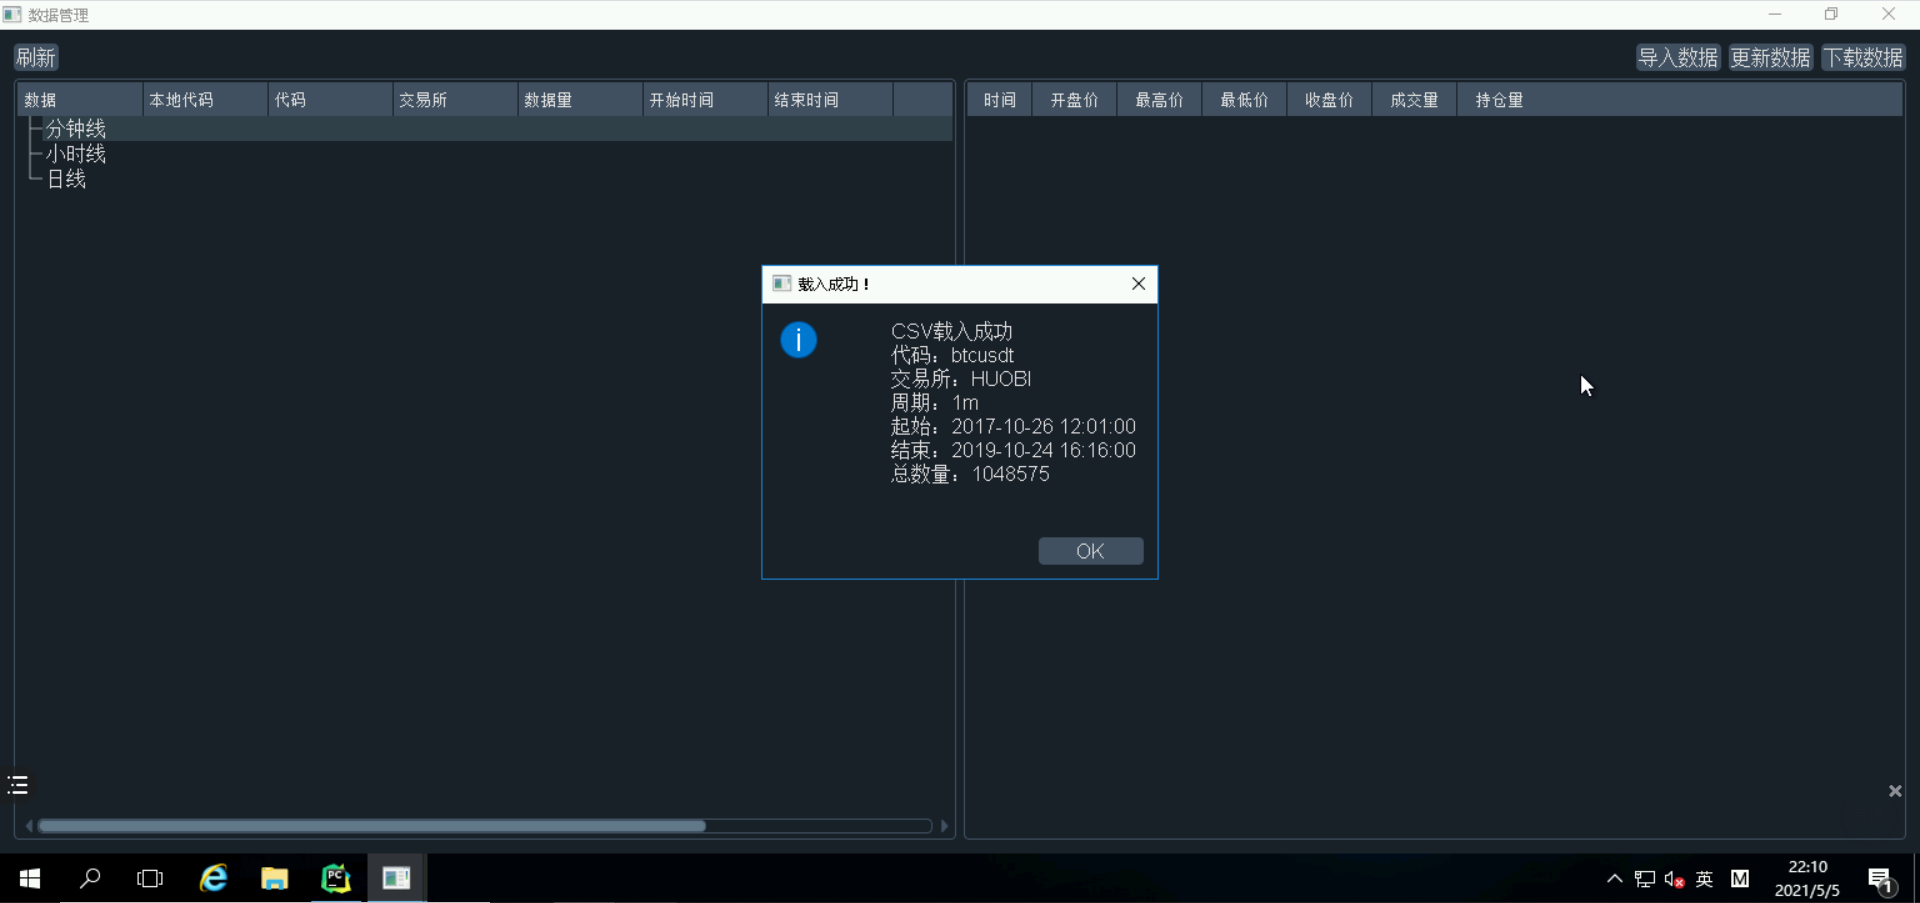 数据管理
刷新
导入数据 更新数据 下载数据
数据 本地代码 代码 交易所 数据量 开始时间 结束时间
时间 开盘价 最高价 最低价 收盘价 成交量 持仓量
分钟线
小时线
日线
载入成功！
CSV载入成功
代码：btcusdt
交易所：HUOBI
周期：1m
起始：2017-10-26 12:01:00
结束：2019-10-24 16:16:00
总数量：1048575
OK
PC
英 M
22:10
2021/5/5
1